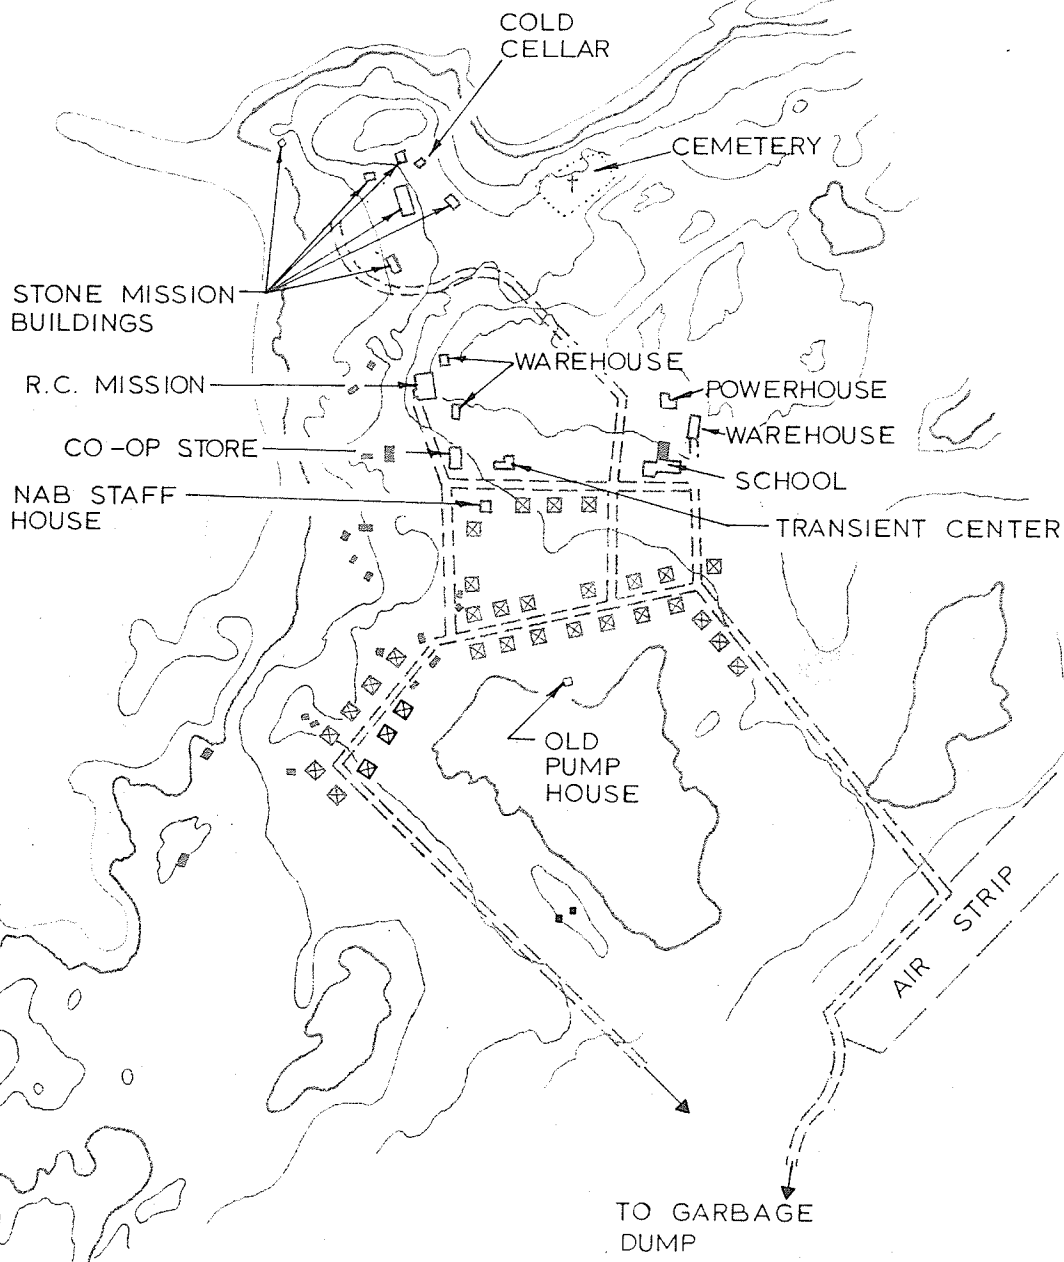 COLD
CELLAR
CEMETERY
STONE MISSION
BUILDINGS
WAREHOUSE
R.C. MISSION
POWERHOUSE
WAREHOUSE
CO-OP STORE
SCHOOL
NAB STAFF
HOUSE
TRANSIENT CENTER
OLD
PUMP
HOUSE
AIR STRIP
TO GARBAGE
DUMP